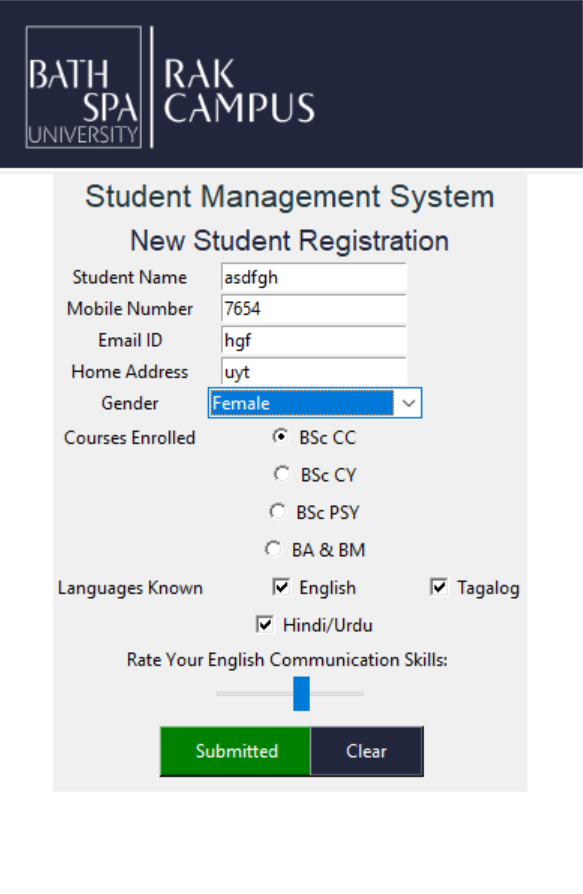 BATH
SPA
UNIVERSITY
RAK
CAMPUS
Student Management System
New Student Registration
Student Name asdfgh
Mobile Number 7654
Email ID hgf
Home Address uyt
Gender Female
Courses Enrolled BSc CC
BSc CY
BSc PSY
BA & BM
Languages Known English Tagalog
Hindi/Urdu
Rate Your English Communication Skills:
Submitted Clear